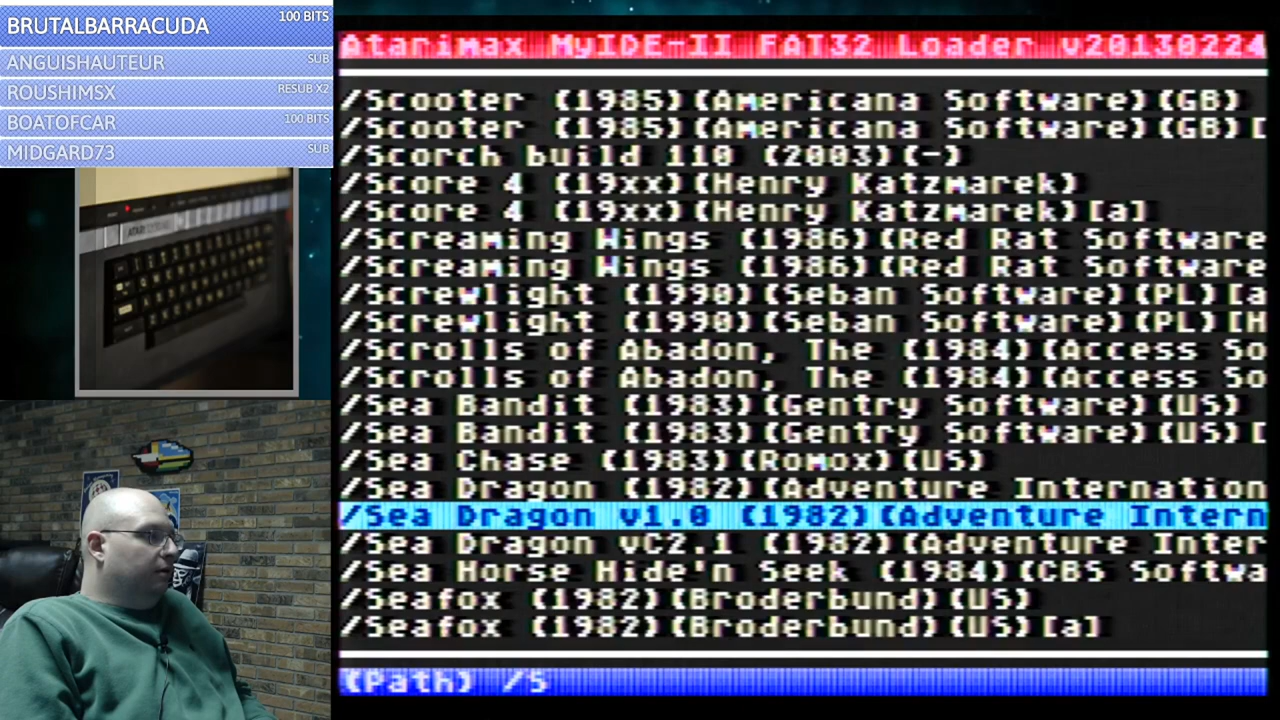 BRUTALBARRACUDA 100 BITS
ANGUISHAUTEUR SUB
ROUSHIMSX RESUB X2
BOATOFCAR 100 BITS
MIDGARD73 SUB
Atarimax MyIDE-II FAT32 Loader v20130224
/Scooter (1985)(Americana Software)(GB)
/Scooter (1985)(Americana Software)(GB)[
/Scorch build 110 (2003)(-)
/Score 4 (19xx)(Henry Katzmarek)
/Score 4 (19xx)(Henry Katzmarek)[a]
/Screaming Wings (1986)(Red Rat Software
/Screaming Wings (1986)(Red Rat Software
/Screwlight (1990)(Seban Software)(PL)[a
/Screwlight (1990)(Seban Software)(PL)[H
/Scrolls of Abadon, The (1984)(Access So
/Scrolls of Abadon, The (1984)(Access So
/Sea Bandit (1983)(Gentry Software)(US)
/Sea Bandit (1983)(Gentry Software)(US)[
/Sea Chase (1983)(Romox)(US)
/Sea Dragon (1982)(Adventure Internation
/Sea Dragon v1.0 (1982)(Adventure Intern
/Sea Dragon vC2.1 (1982)(Adventure Inter
/Sea Horse Hide'n Seek (1984)(CBS Softwa
/Seafox (1982)(Broderbund)(US)
/Seafox (1982)(Broderbund)(US)[a]
(Path) /S